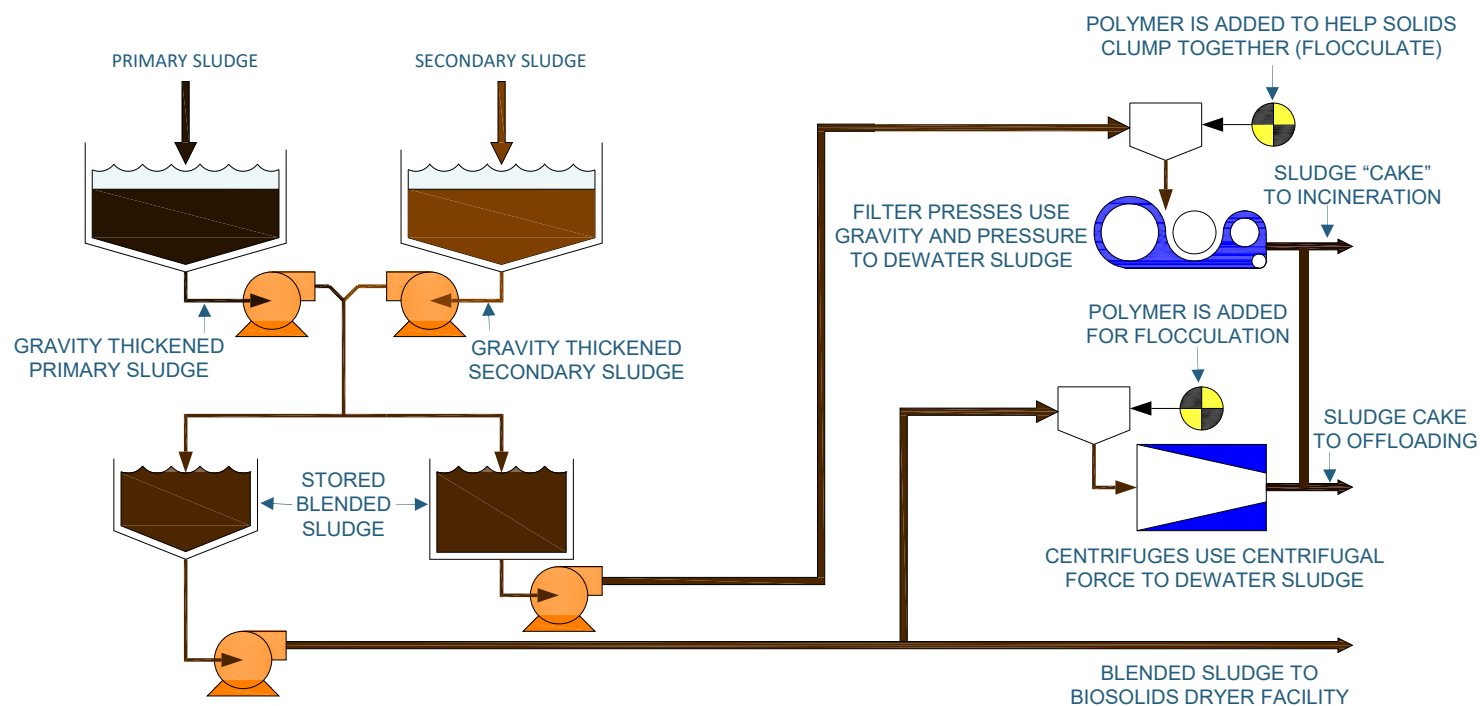 POLYMER IS ADDED TO HELP SOLIDS
CLUMP TOGETHER (FLOCCULATE)
PRIMARY SLUDGE
SECONDARY SLUDGE
SLUDGE “CAKE”
TO INCINERATION
FILTER PRESSES USE
GRAVITY AND PRESSURE
TO DEWATER SLUDGE
GRAVITY THICKENED
PRIMARY SLUDGE
GRAVITY THICKENED
SECONDARY SLUDGE
POLYMER IS ADDED
FOR FLOCCULATION
SLUDGE CAKE
TO OFFLOADING
STORED
BLENDED
SLUDGE
CENTRIFUGES USE CENTRIFUGAL
FORCE TO DEWATER SLUDGE
BLENDED SLUDGE TO
BIOSOLIDS DRYER FACILITY